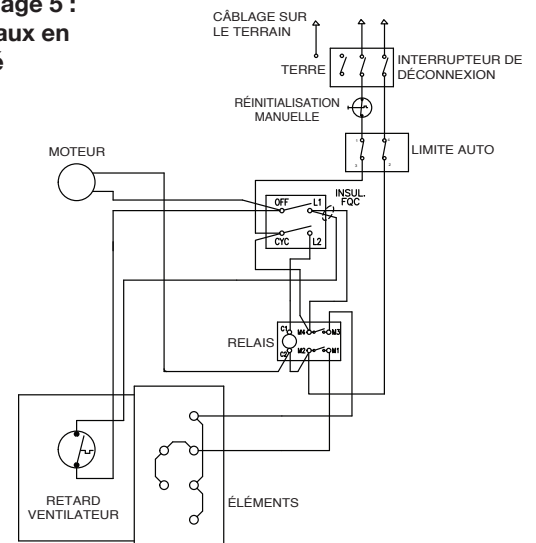 age 5 :
aux en
é
CÂBLAGE SUR
LE TERRAIN
TERRE
INTERRUPTEUR DE
DÉCONNEXION
RÉINITIALISATION
MANUELLE
LIMITE AUTO
MOTEUR
INSUL.
FQC
OFF
L1
CYC
L2
RELAIS
C1
M4
M3
C2
M2
M1
RETARD
VENTILATEUR
ÉLÉMENTS